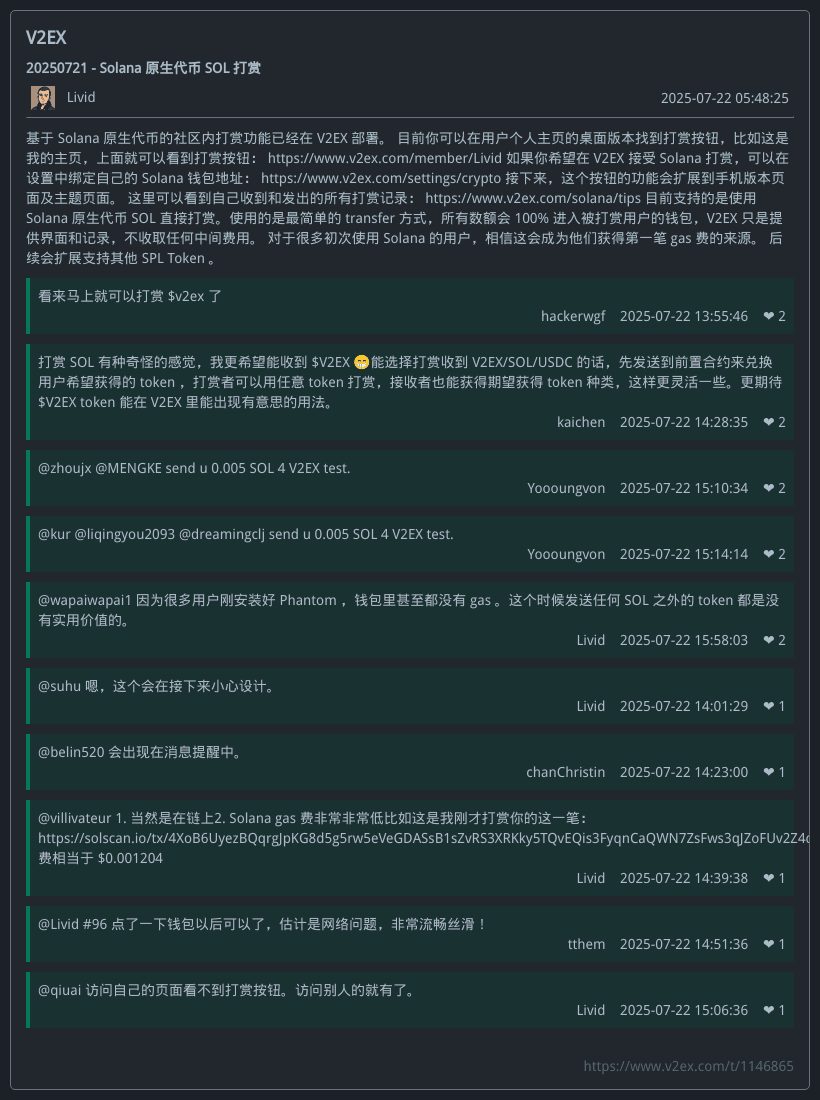 V2EX
20250721 - Solana 原生代币 SOL 打赏
Livid 2025-07-22 05:48:25
基于 Solana 原生代币的社区内打赏功能已经在 V2EX 部署。 目前你可以在用户个人主页的桌面版本找到打赏按钮，比如这是
我的主页，上面就可以看到打赏按钮： https://www.v2ex.com/member/Livid 如果你希望在 V2EX 接受 Solana 打赏，可以在
设置中绑定自己的 Solana 钱包地址： https://www.v2ex.com/settings/crypto 接下来，这个按钮的功能会扩展到手机版本页
面及主题页面。 这里可以看到自己收到和发出的所有打赏记录： https://www.v2ex.com/solana/tips 目前支持的是使用
Solana 原生代币 SOL 直接打赏。使用的是最简单的 transfer 方式，所有数额会 100% 进入被打赏用户的钱包，V2EX 只是提
供界面和记录，不收取任何中间费用。 对于很多初次使用 Solana 的用户，相信这会成为他们获得第一笔 gas 费的来源。 后
续会扩展支持其他 SPL Token 。
看来马上就可以打赏 $v2ex 了
hackerwgf 2025-07-22 13:55:46 ❤ 2
打赏 SOL 有种奇怪的感觉，我更希望能收到 $V2EX 😁能选择打赏收到 V2EX/SOL/USDC 的话，先发送到前置合约来兑换
用户希望获得的 token ，打赏者可以用任意 token 打赏，接收者也能获得期望获得 token 种类，这样更灵活一些。更期待
$V2EX token 能在 V2EX 里能出现有意思的用法。
kaichen 2025-07-22 14:28:35 ❤ 2
@zhoujx @MENGKE send u 0.005 SOL 4 V2EX test.
Yoooungvon 2025-07-22 15:10:34 ❤ 2
@kur @liqingyou2093 @dreamingclj send u 0.005 SOL 4 V2EX test.
Yoooungvon 2025-07-22 15:14:14 ❤ 2
@wapaiwapai1 因为很多用户刚安装好 Phantom ，钱包里甚至都没有 gas 。这个时候发送任何 SOL 之外的 token 都是没
有实用价值的。
Livid 2025-07-22 15:58:03 ❤ 2
@suhu 嗯，这个会在接下来小心设计。
Livid 2025-07-22 14:01:29 ❤ 1
@belin520 会出现在消息提醒中。
chanChristin 2025-07-22 14:23:00 ❤ 1
@villivateur 1. 当然是在链上2. Solana gas 费非常非常低比如这是我刚才打赏你的这一笔：
https://solscan.io/tx/4XoB6UyezBQqrgJpKG8d5g5rw5eVeGDASsB1sZvRS3XRKky5TQvEQis3FyqnCaQWN7ZsFws3qJZoFUv2Z4
费相当于 $0.001204
Livid 2025-07-22 14:39:38 ❤ 1
@Livid #96 点了一下钱包以后可以了，估计是网络问题，非常流畅丝滑！
tthem 2025-07-22 14:51:36 ❤ 1
@qiuai 访问自己的页面看不到打赏按钮。访问别人的就有了。
Livid 2025-07-22 15:06:36 ❤ 1
https://www.v2ex.com/t/1146865